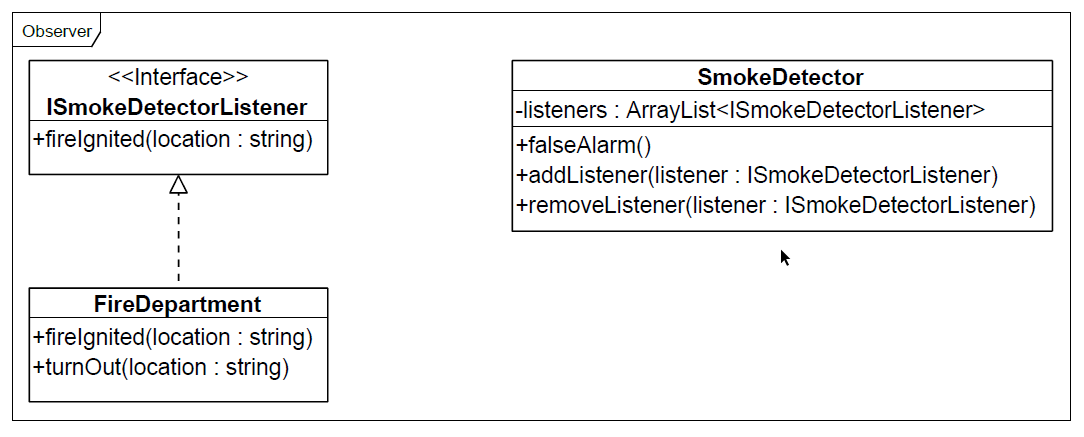 Observer
<<Interface>>
ISmokeDetectorListener
+fireIgnited(location : string)
SmokeDetector
-listeners : ArrayList<ISmokeDetectorListener>
+falseAlarm()
+addListener(listener : ISmokeDetectorListener)
+removeListener(listener : ISmokeDetectorListener)
FireDepartment
+fireIgnited(location : string)
+turnOut(location : string)